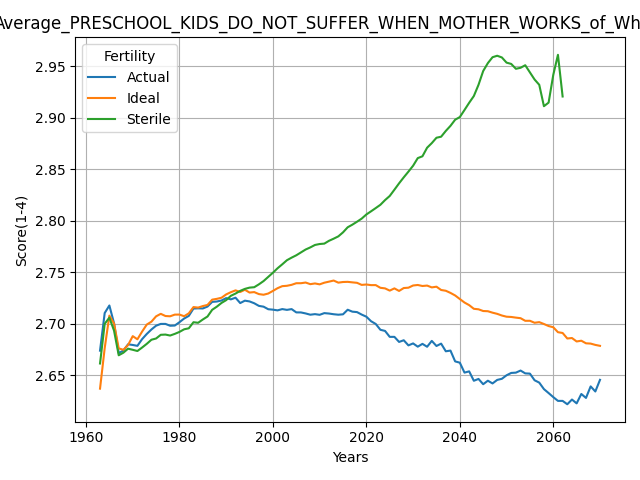 Average_PRESCHOOL_KIDS_DO_NOT_SUFFER_WHEN_MOTHER_WORKS_of_Wh
Fertility
Actual
Ideal
Sterile
Score(1-4)
2.95
2.90
2.85
2.80
2.75
2.70
2.65
1960 1980 2000 2020 2040 2060
Years